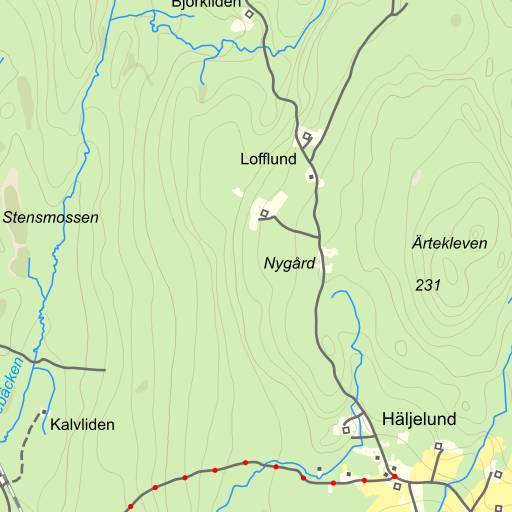 Björkliden
Lofflund
Stensmossen
Ärtekleven
Nygård
231
Kalvliden
Häljelund